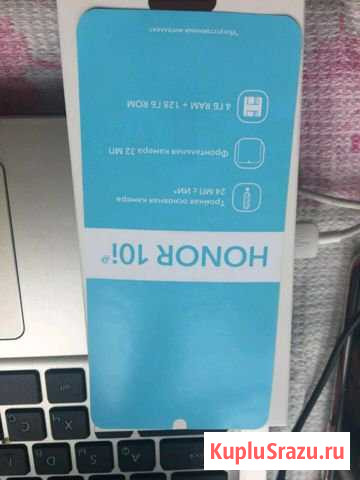 HONOR 10i
Тройная основная камера
24 МП с ИИ*
Фронтальная камера 32 МП
4 ГБ RAM + 128 ГБ ROM
*Искусственный интеллект
KupluSrazu.ru